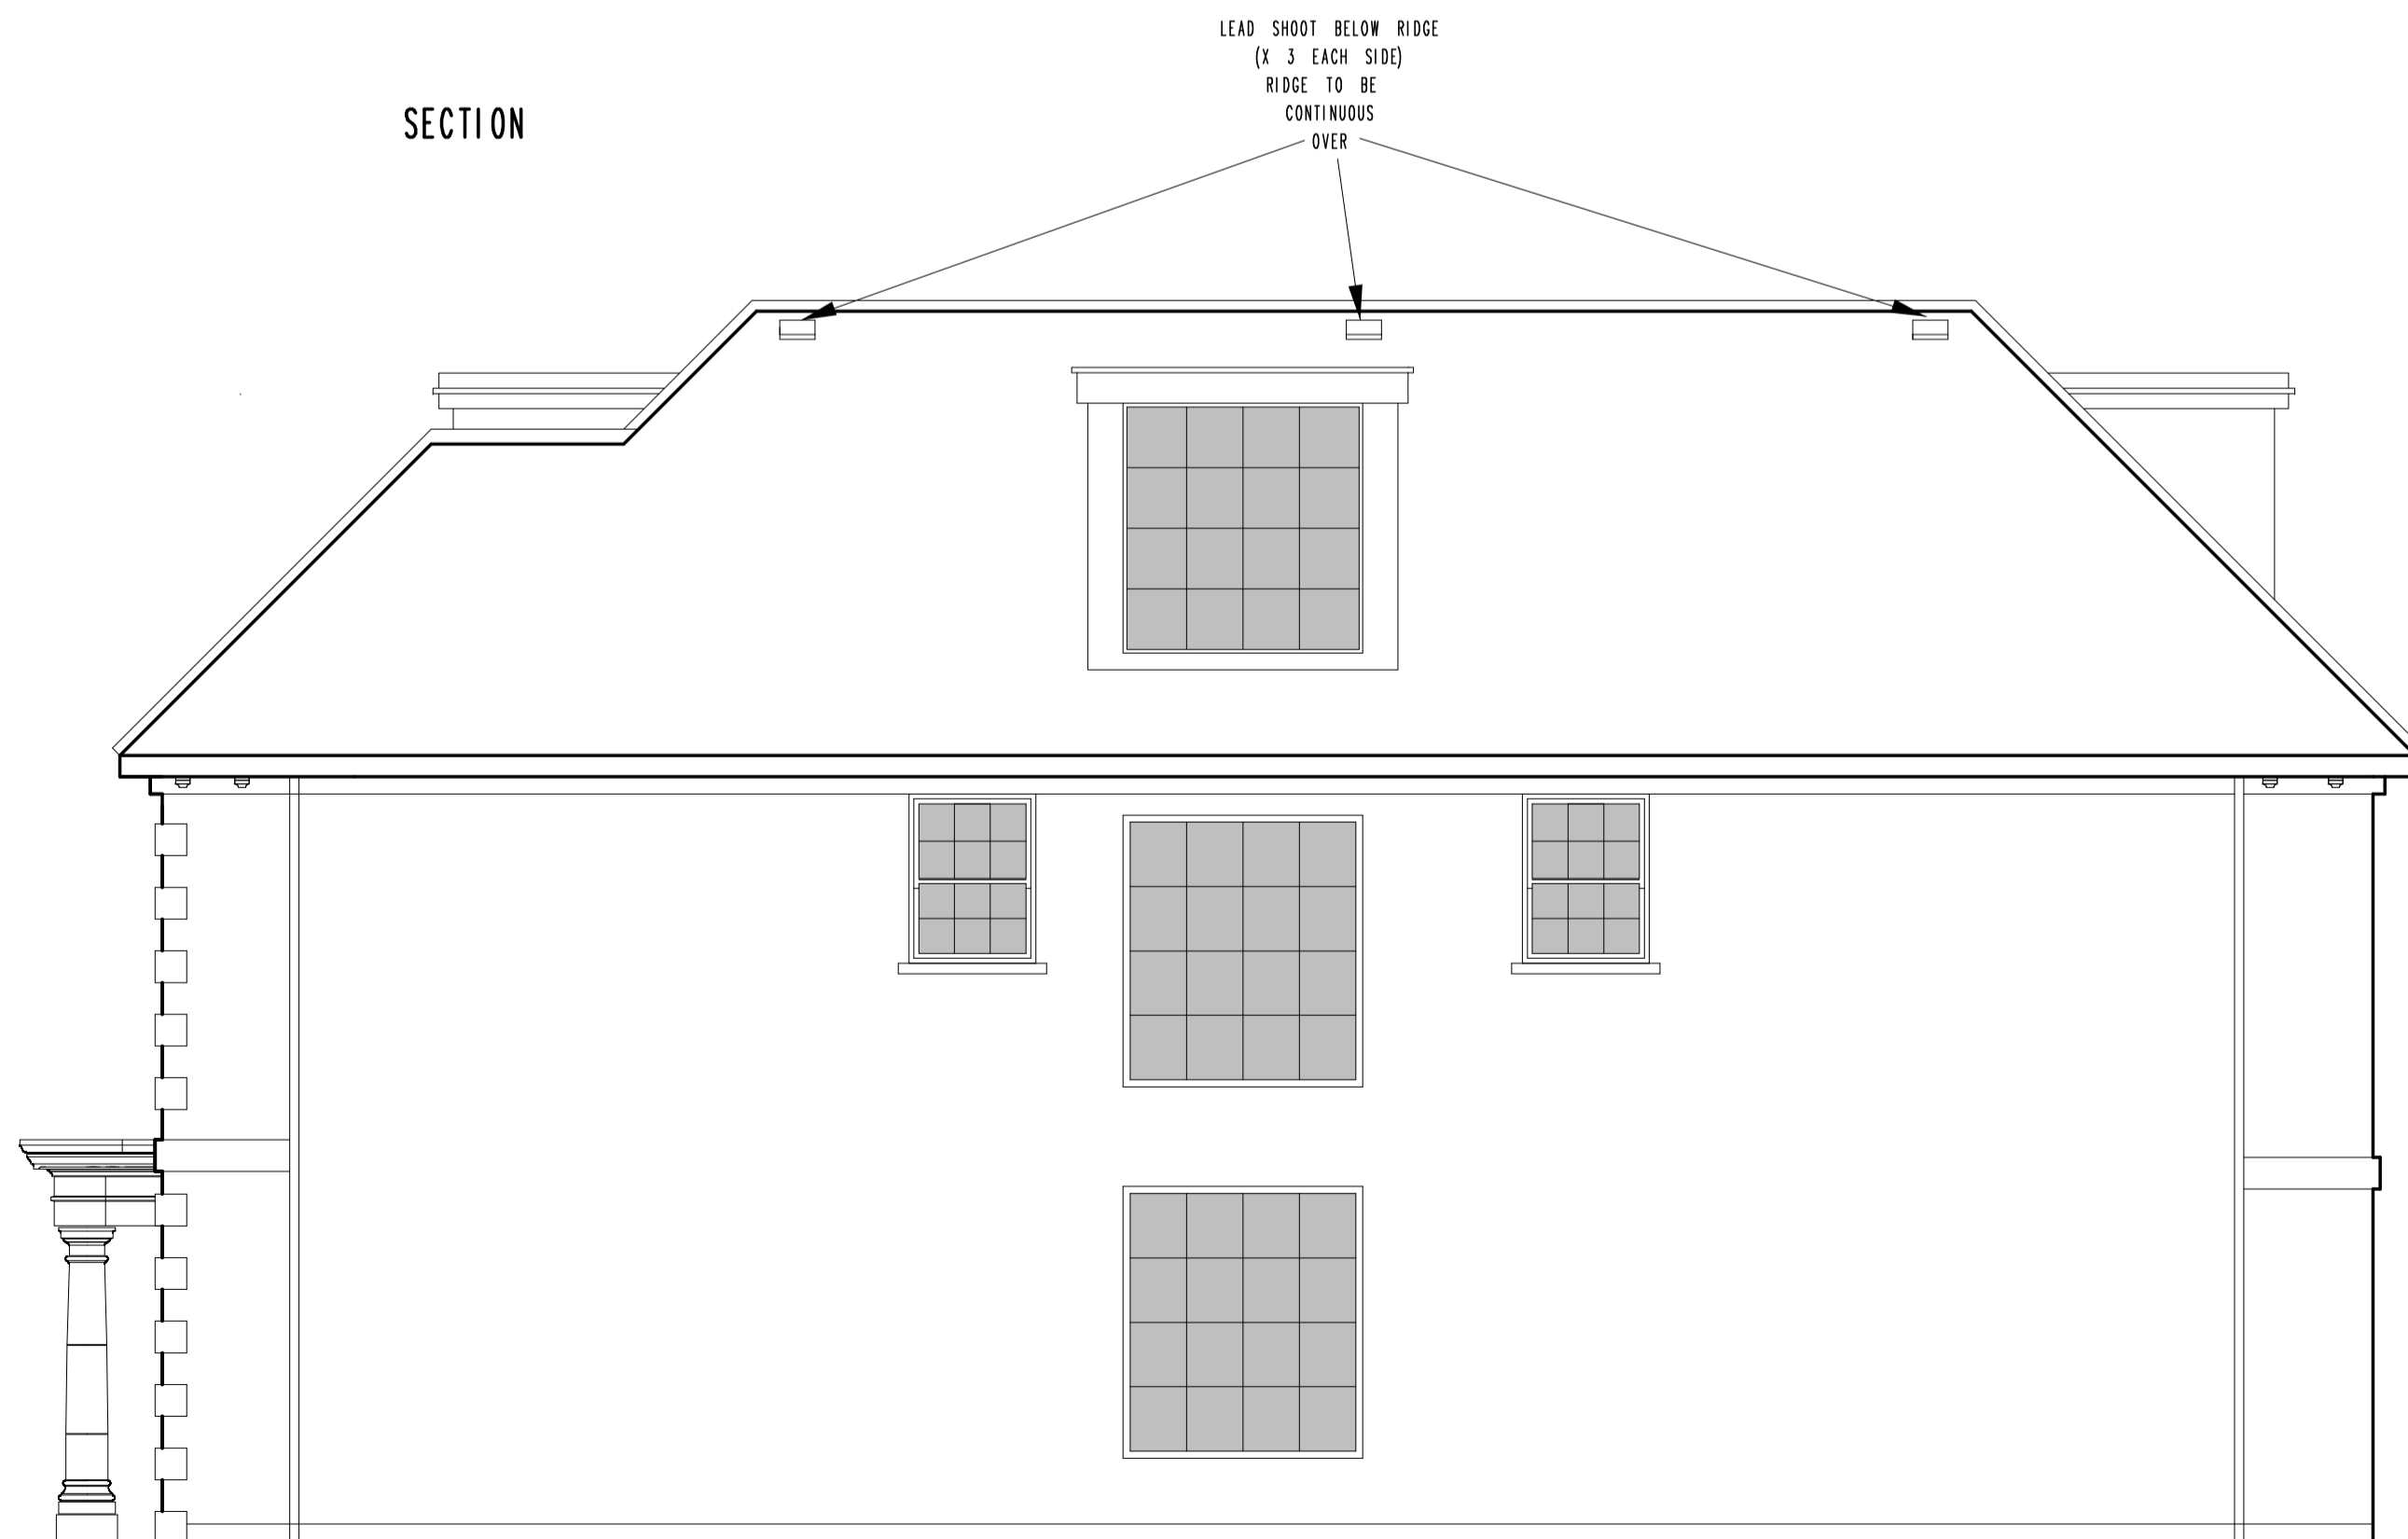 LEAD SHOOT BELOW RIDGE
(X 3 EACH SIDE)
RIDGE TO BE
CONTINUOUS
OVER
SECTION